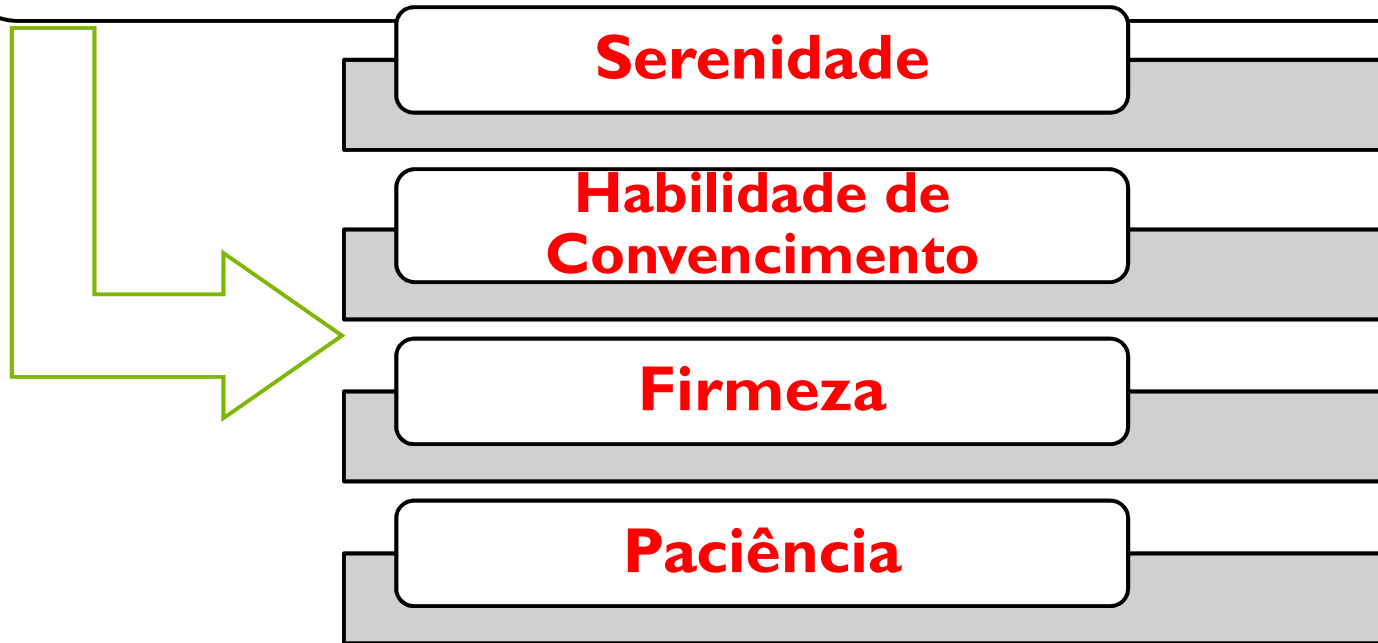 Serenidade
Habilidade de
Convencimento
Firmeza
Paciência